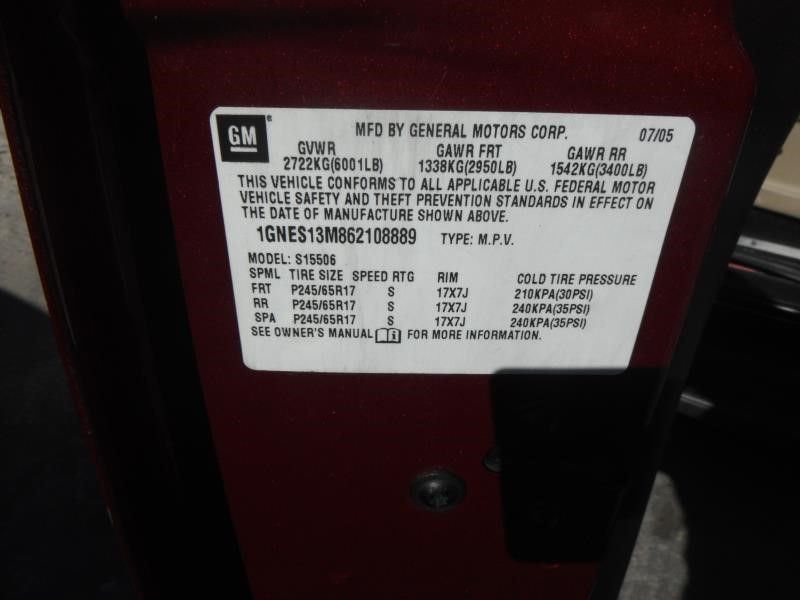 GM ® MFD BY GENERAL MOTORS CORP. 07/05
GVWR GAWR FRT GAWR RR
2722KG(6001LB) 1338KG(2950LB) 1542KG(3400LB)
THIS VEHICLE CONFORMS TO ALL APPLICABLE U.S. FEDERAL MOTOR
VEHICLE SAFETY AND THEFT PREVENTION STANDARDS IN EFFECT ON
THE DATE OF MANUFACTURE SHOWN ABOVE.
1GNES13M862108889 TYPE: M.P.V.
MODEL: S15506
SPML TIRE SIZE SPEED RTG RIM COLD TIRE PRESSURE
FRT P245/65R17 S 17X7J 210KPA(30PSI)
RR P245/65R17 S 17X7J 240KPA(35PSI)
SPA P245/65R17 S 17X7J 240KPA(35PSI)
SEE OWNER'S MANUAL FOR MORE INFORMATION.